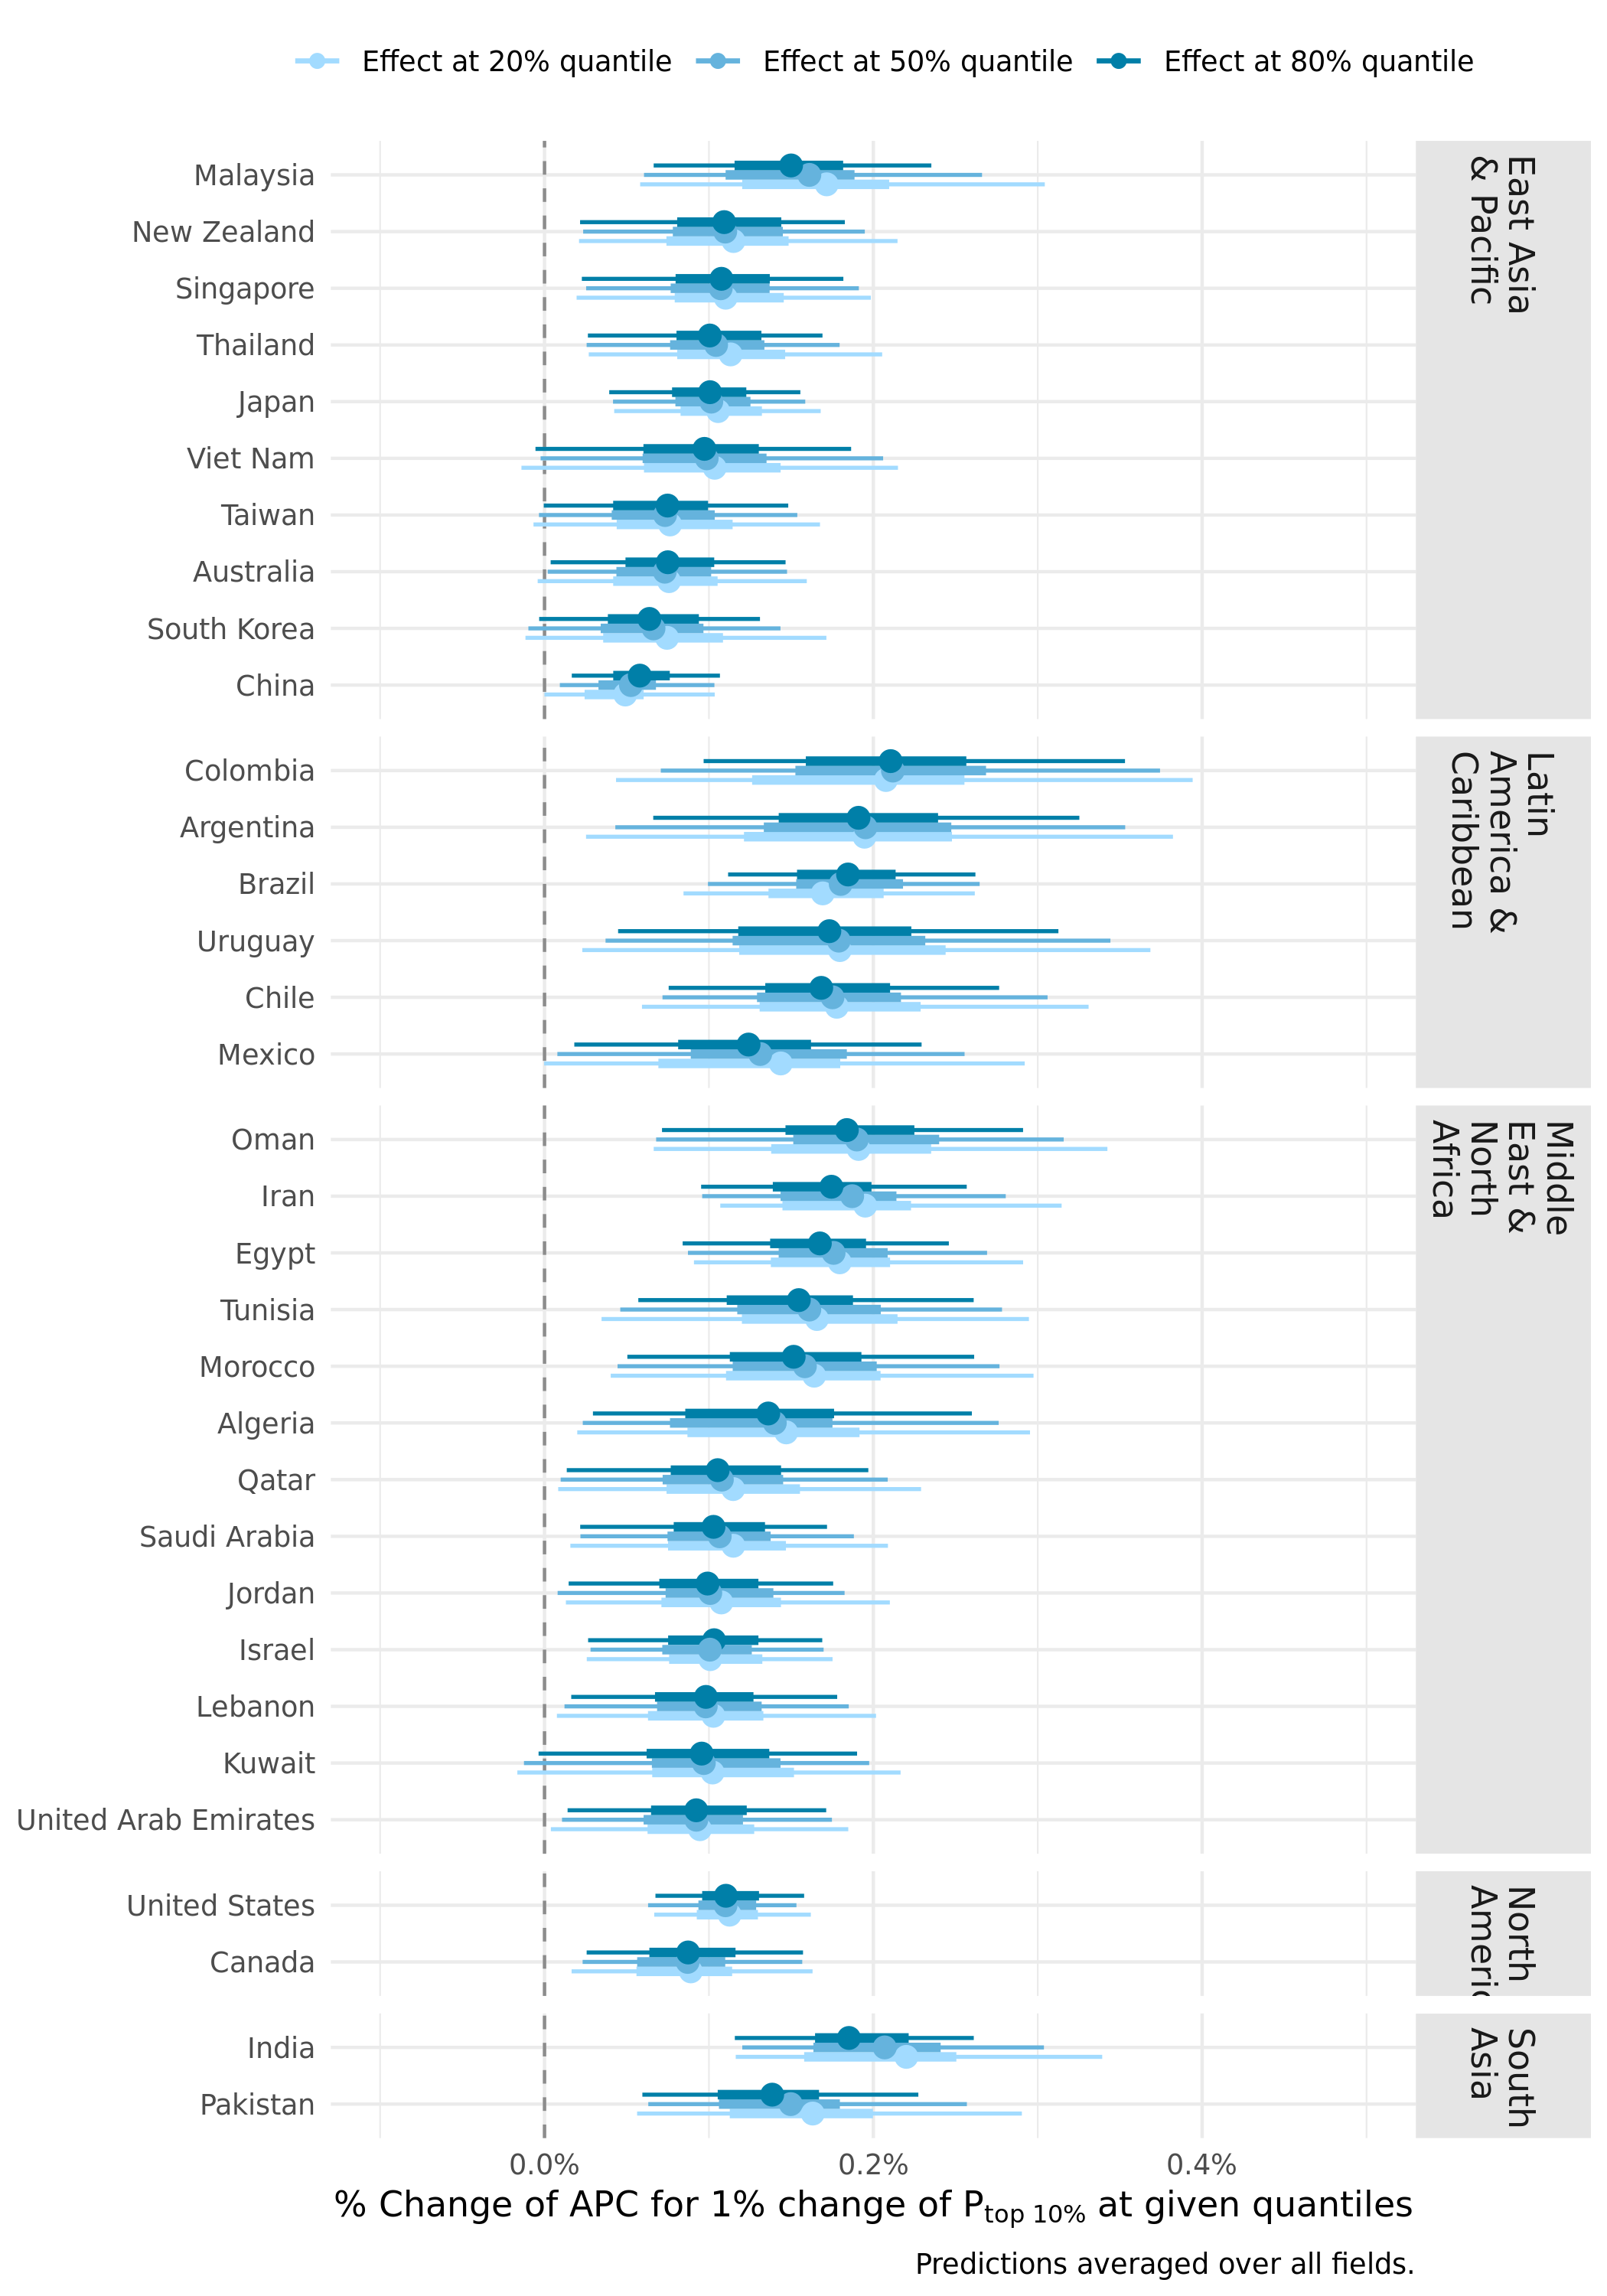 Effect at 20% quantile Effect at 50% quantile Effect at 80% quantile
Malaysia
New Zealand
Singapore
Thailand
Japan
Viet Nam
Taiwan
Australia
South Korea
China
East Asia
& Pacific
Colombia
Argentina
Brazil
Uruguay
Chile
Mexico
Latin
America &
Caribbean
Oman
Iran
Egypt
Tunisia
Morocco
Algeria
Qatar
Saudi Arabia
Jordan
Israel
Lebanon
Kuwait
United Arab Emirates
Middle
East &
North
Africa
United States
Canada
North
India
Pakistan
South
Asia
0.0% 0.2% 0.4%
% Change of APC for 1% change of Ptop 10% at given quantiles
Predictions averaged over all fields.